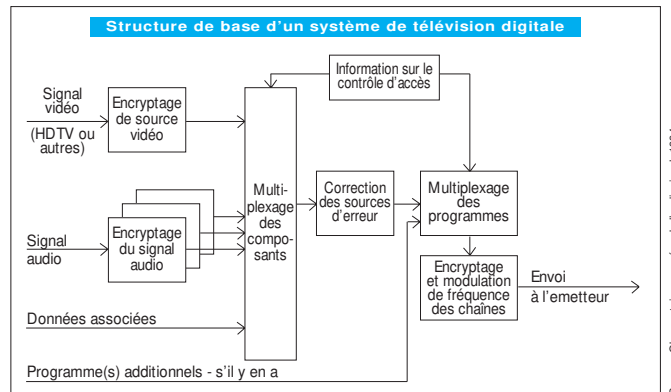 Structure de base d'un système de télévision digitale
Information sur le
contrôle d'accès
Signal
vidéo
(HDTV ou
autres)
Encryptage
de source
vidéo
Multi-
plexage
des
compo-
sants
Correction
des sources
d'erreur
Multiplexage
des
programmes
Signal
audio
Encryptage
du signal
audio
Encryptage
et modulation
de fréquence
des chaînes
Envoi
à l'emetteur
Données associées
Programme(s) additionnels - s'il y en a